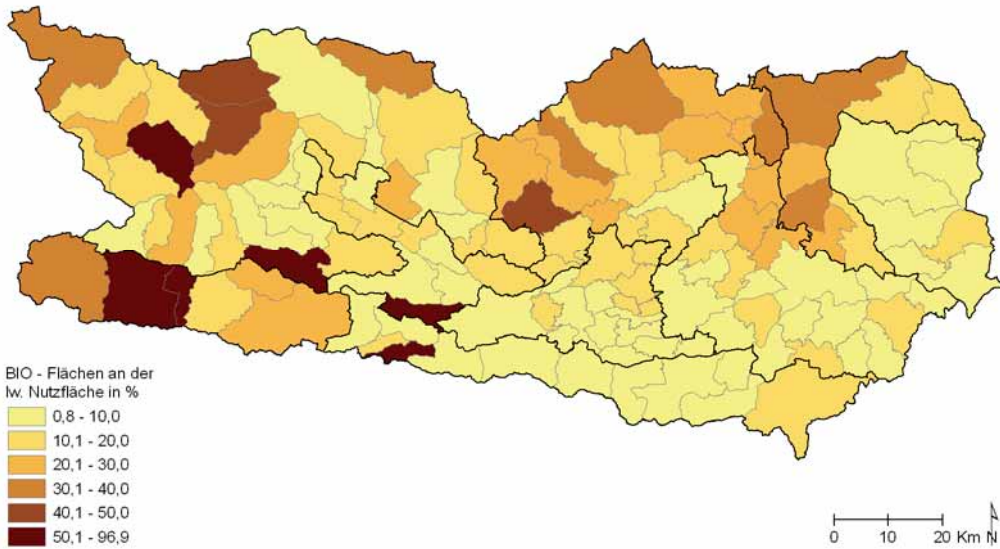 BIO - Flächen an der
lw. Nutzfläche in %
0,8 - 10,0
10,1 - 20,0
20,1 - 30,0
30,1 - 40,0
40,1 - 50,0
50,1 - 96,9
0 10 20 Km N